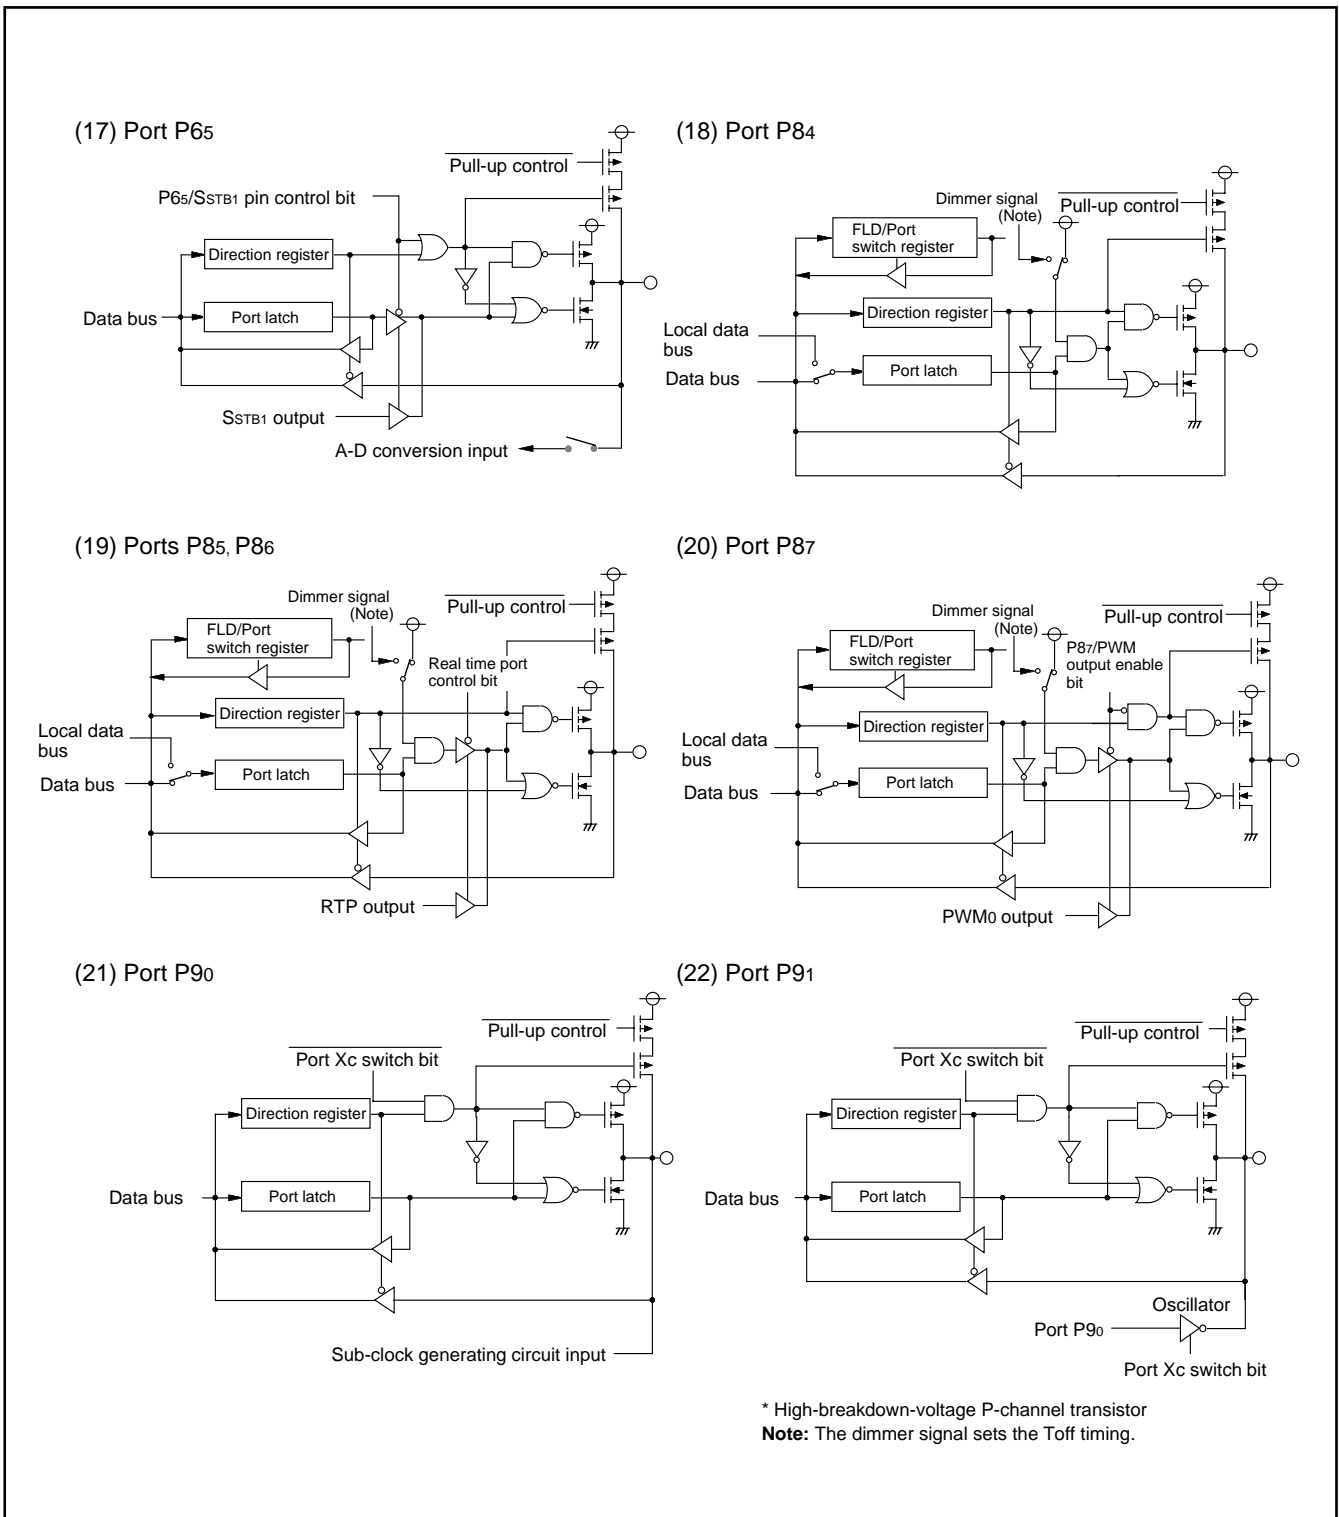 (17) Port P65
Pull-up control
P65/SSTB1 pin control bit
Direction register
Data bus
Port latch
SSTB1 output
A-D conversion input
(18) Port P84
Dimmer signal
(Note)
Pull-up control
FLD/Port
switch register
Direction register
Local data
bus
Data bus
Port latch
(19) Ports P85, P86
Dimmer signal
(Note)
Pull-up control
FLD/Port
switch register
Real time port
control bit
Direction register
Local data
bus
Data bus
Port latch
RTP output
(20) Port P87
Dimmer signal
(Note)
Pull-up control
FLD/Port
switch register
P87/PWM
output enable
bit
Direction register
Local data
bus
Data bus
Port latch
PWM0 output
(21) Port P90
Pull-up control
Port Xc switch bit
Direction register
Data bus
Port latch
Sub-clock generating circuit input
(22) Port P91
Pull-up control
Port Xc switch bit
Direction register
Data bus
Port latch
Oscillator
Port P90
Port Xc switch bit
* High-breakdown-voltage P-channel transistor
Note: The dimmer signal sets the Toff timing.